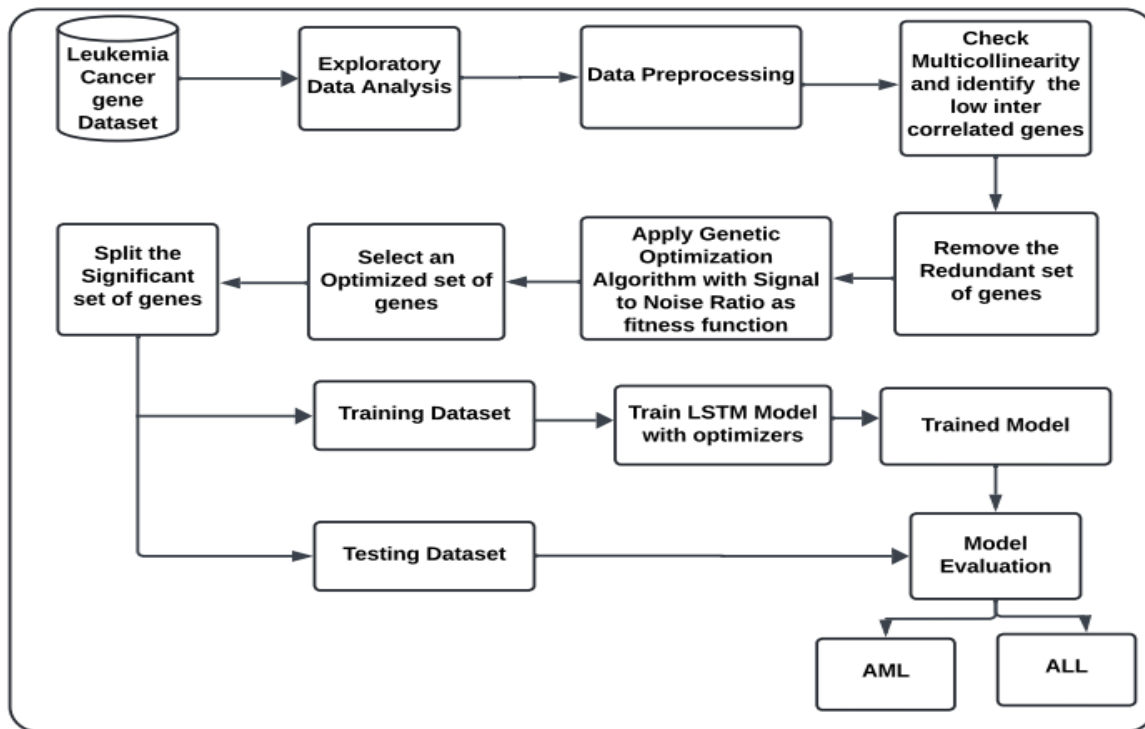 Leukemia
Cancer
gene
Dataset
Exploratory
Data Analysis
Data Preprocessing
Check
Multicollinearity
and identify the
low inter
correlated genes
Split the
Significant
set of genes
Select an
Optimized set of
genes
Apply Genetic
Optimization
Algorithm with Signal
to Noise Ratio as
fitness function
Remove the
Redundant set
of genes
Training Dataset
Train LSTM Model
with optimizers
Trained Model
Testing Dataset
Model
Evaluation
AML
ALL